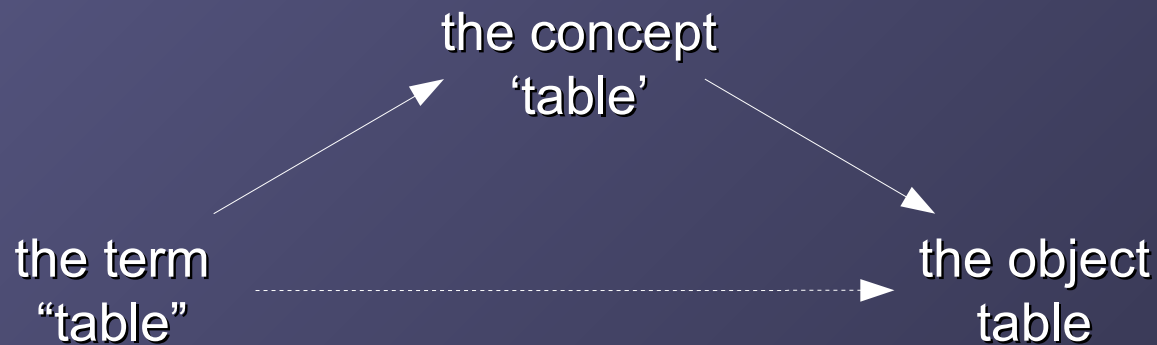 the concept
‘table’
the term
“table”
the object
table